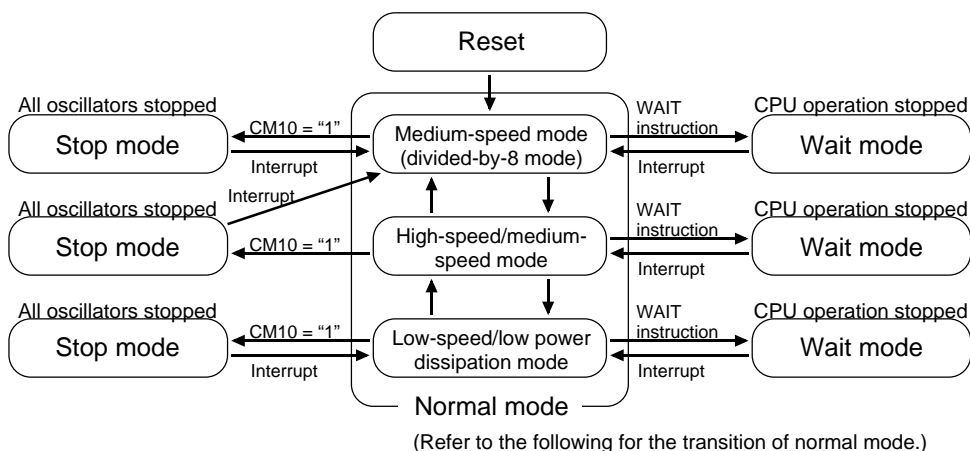 Reset
All oscillators stopped
Stop mode
CM10 = “1”
Interrupt
Medium-speed mode
(divided-by-8 mode)
WAIT
instruction
Interrupt
CPU operation stopped
Wait mode
Interrupt
All oscillators stopped
Stop mode
CM10 = “1”
High-speed/medium-
speed mode
WAIT
instruction
Interrupt
CPU operation stopped
Wait mode
All oscillators stopped
Stop mode
CM10 = “1”
Interrupt
Low-speed/low power
dissipation mode
WAIT
instruction
Interrupt
CPU operation stopped
Wait mode
Normal mode
(Refer to the following for the transition of normal mode.)